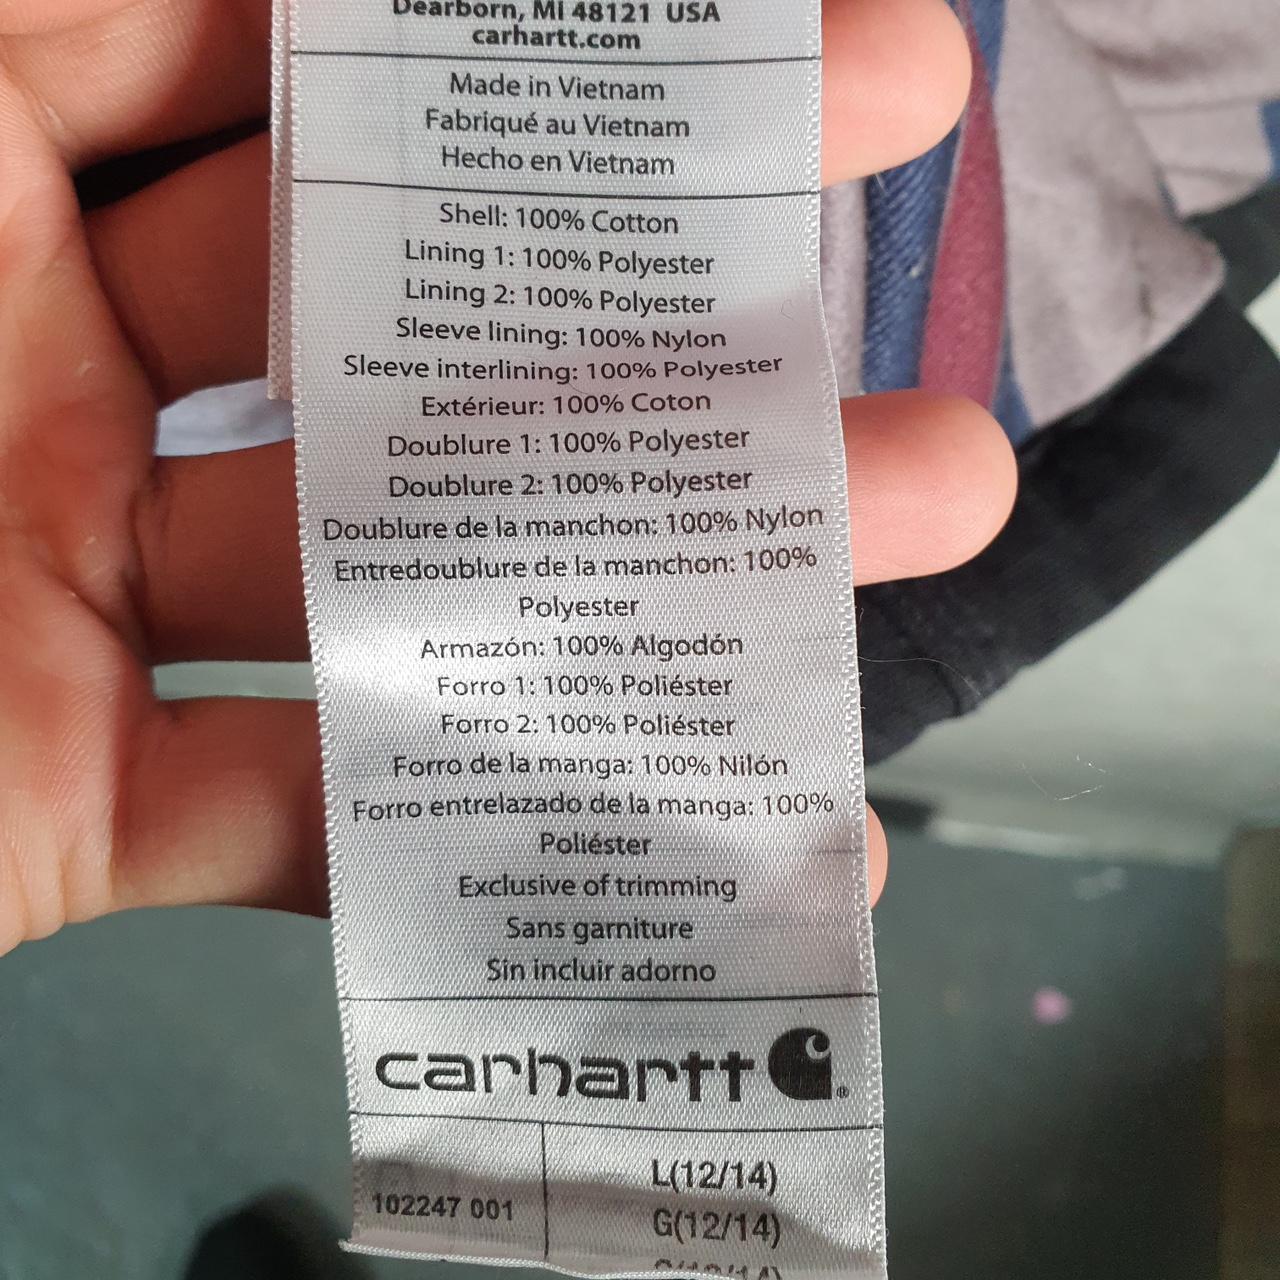 Dearborn, MI 48121 USA
carhartt.com
Made in Vietnam
Fabriqué au Vietnam
Hecho en Vietnam
Shell: 100% Cotton
Lining 1: 100% Polyester
Lining 2: 100% Polyester
Sleeve lining: 100% Nylon
Sleeve interlining: 100% Polyester
Extérieur: 100% Coton
Doublure 1: 100% Polyester
Doublure 2: 100% Polyester
Doublure de la manchon: 100% Nylon
Entredoublure de la manchon: 100%
Polyester
Armazón: 100% Algodón
Forro 1: 100% Poliéster
Forro 2: 100% Poliéster
Forro de la manga: 100% Nilón
Forro entrelazado de la manga: 100%
Poliéster
Exclusive of trimming
Sans garniture
Sin incluir adorno
carhartt ®
102247 001
L(12/14)
G(12/14)